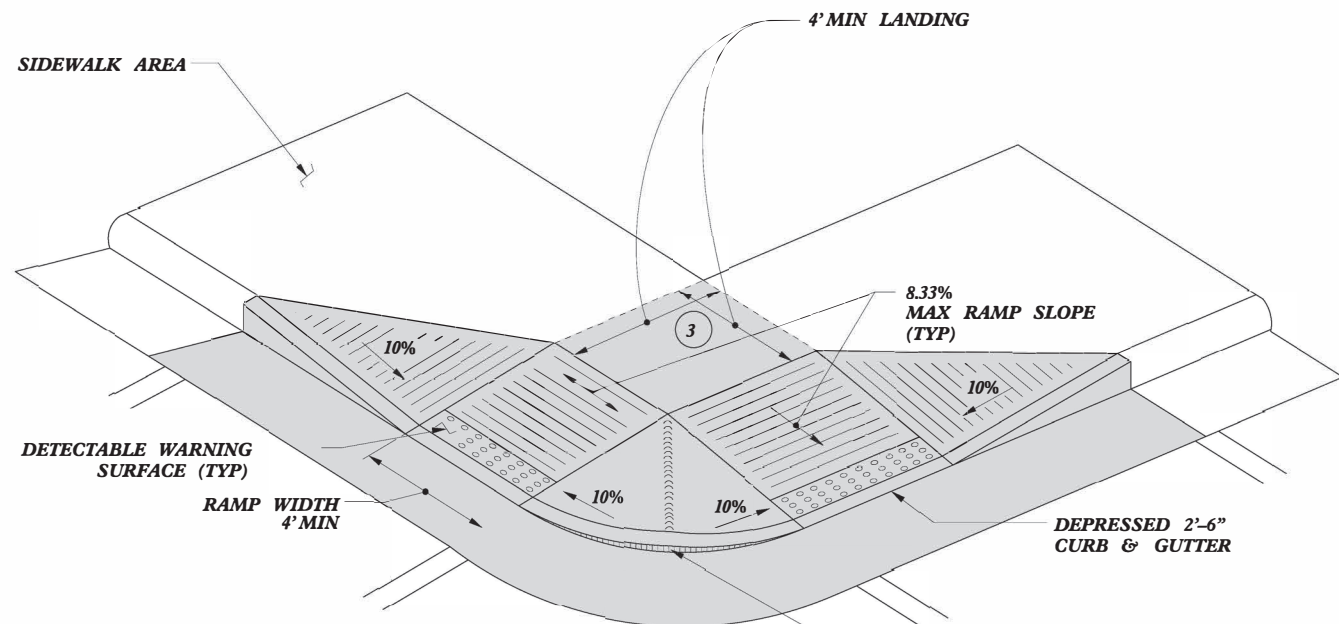 4' MIN LANDING
SIDEWALK AREA
8.33%
MAX RAMP SLOPE
(TYP)
3
10%
10%
DETECTABLE WARNING
SURFACE (TYP)
RAMP WIDTH
4' MIN
10%
10%
DEPRESSED 2'–6"
CURB & GUTTER